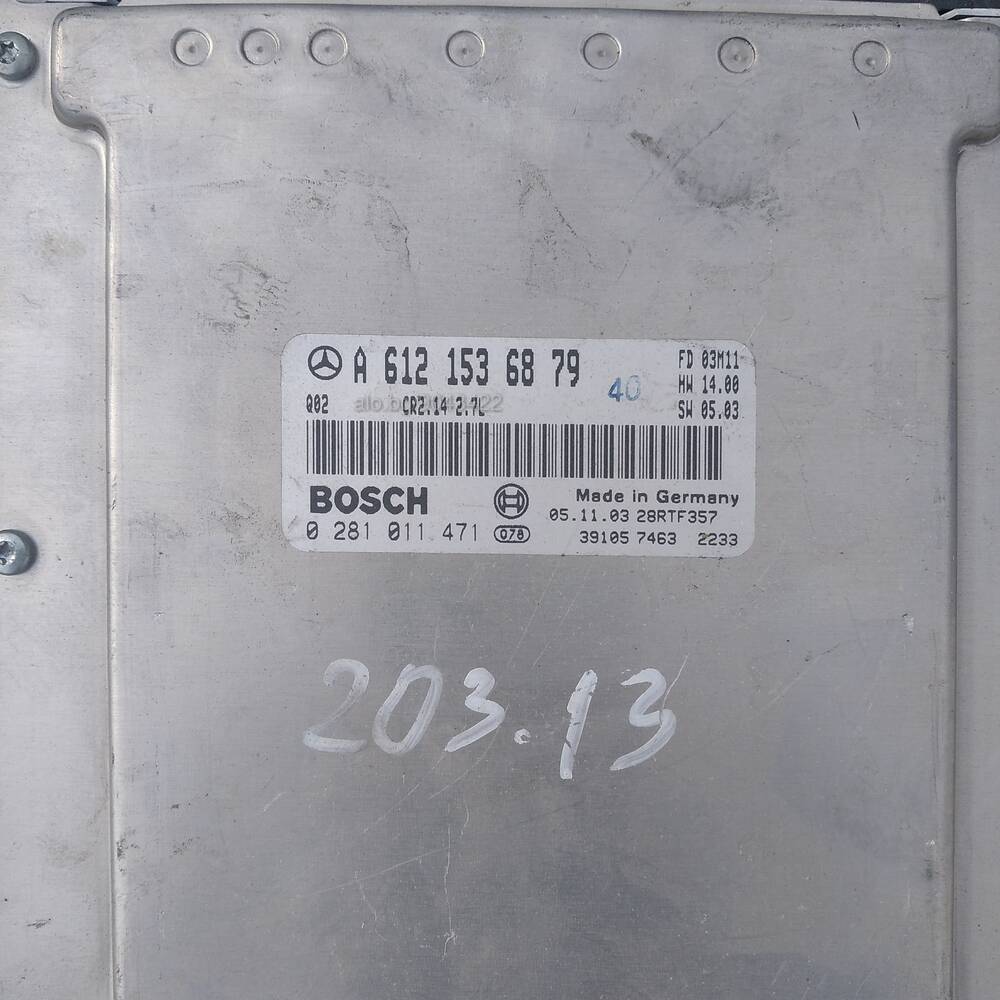 A 612 153 68 79
FD 03M11
40
HW 14.00
Q02 CR2.14 2.7L
SW 05.03
BOSCH
Made in Germany
05.11.03 28RTF357
0 281 011 471 078
39105 7463 2233
203.13